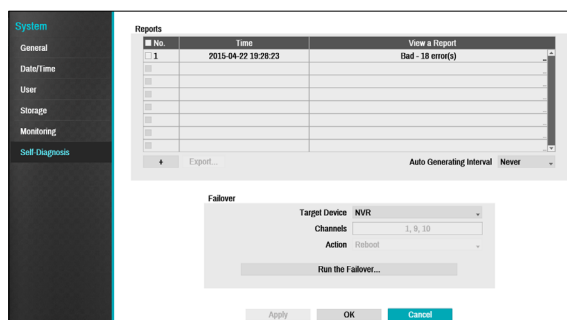 System
General
Date/Time
User
Storage
Monitoring
Self-Diagnosis
Reports
No. Time View a Report
1 2015-04-22 19:28:23 Bad - 18 error(s) ...
+ Export... Auto Generating Interval Never
Failover
Target Device NVR
Channels 1, 9, 10
Action Reboot
Run the Failover...
Apply OK Cancel